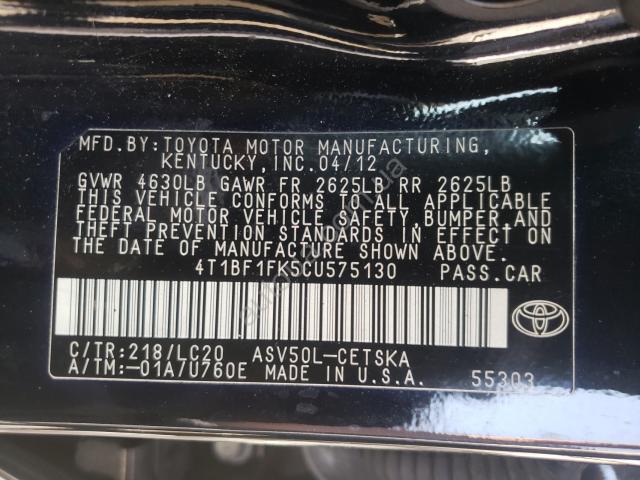 MFD.BY:TOYOTA MOTOR MANUFACTURING,
KENTUCKY, INC. 04/12
GVWR 4630LB GAWR FR 2625LB RR 2625LB
THIS VEHICLE CONFORMS TO ALL APPLICABLE
FEDERAL MOTOR VEHICLE SAFETY, BUMPER AND
THEFT PREVENTION STANDARDS IN EFFECT ON
THE DATE OF MANUFACTURE SHOWN ABOVE.
4T1BF1FK5CU575130 PASS.CAR
C/TR:218/LC20 ASV50L-CETSKA
A/TM:-01A/U760E MADE IN U.S.A. 55303